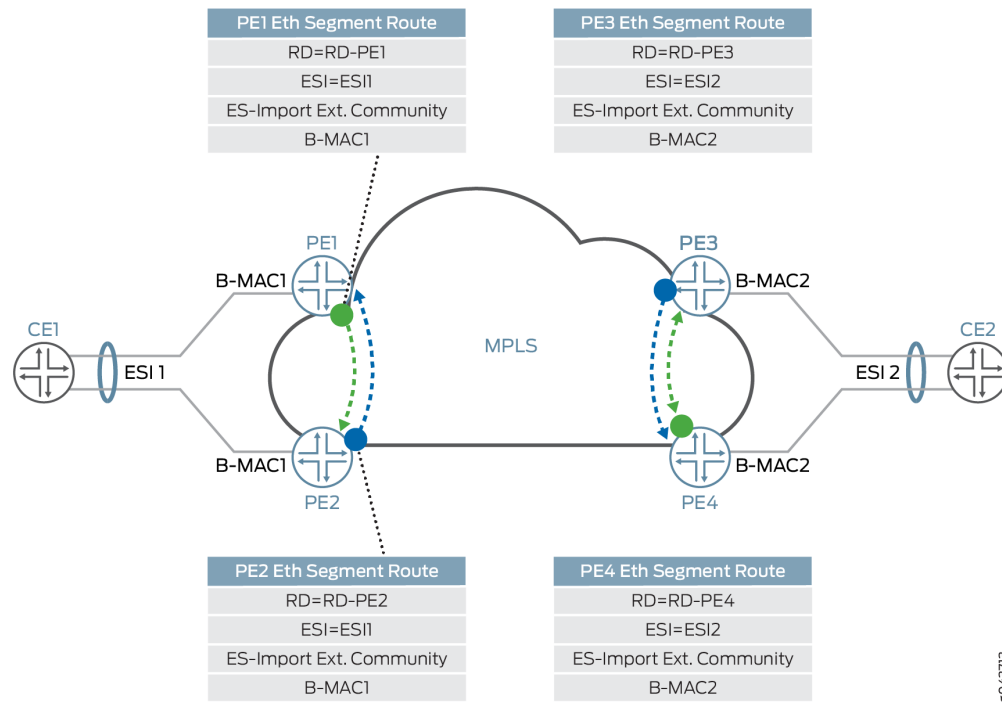 PE1 Eth Segment Route
RD=RD-PE1
ESI=ESI1
ES-Import Ext. Community
B-MAC1
PE3 Eth Segment Route
RD=RD-PE3
ESI=ESI2
ES-Import Ext. Community
B-MAC2
PE1
PE3
B-MAC1
B-MAC2
CE1
ESI 1
MPLS
ESI 2
CE2
B-MAC1
B-MAC2
PE2
PE4
PE2 Eth Segment Route
RD=RD-PE2
ESI=ESI1
ES-Import Ext. Community
B-MAC1
PE4 Eth Segment Route
RD=RD-PE4
ESI=ESI2
ES-Import Ext. Community
B-MAC2